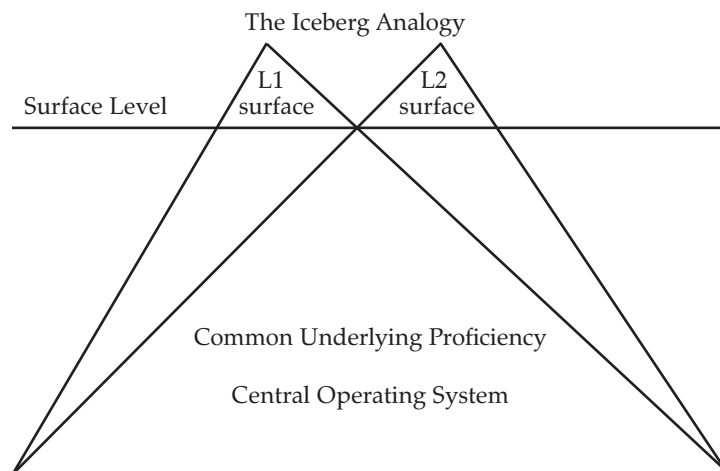 The Iceberg Analogy
L1
surface
L2
surface
Surface Level
Common Underlying Proficiency
Central Operating System